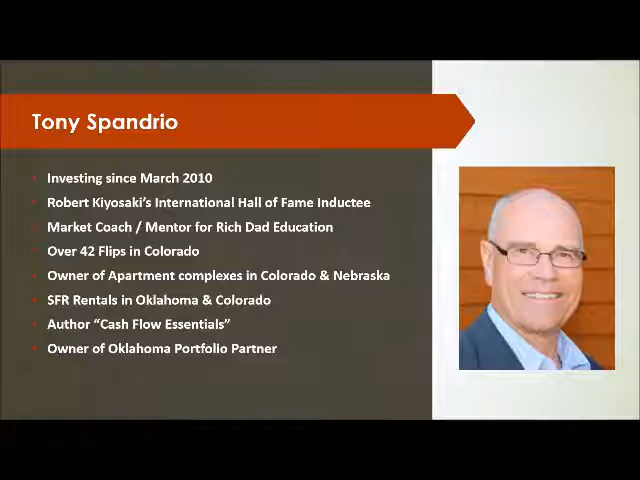 Tony Spandrio
Investing since March 2010
Robert Kiyosaki's International Hall of Fame Inductee
Market Coach / Mentor for Rich Dad Education
Over 42 Flips in Colorado
Owner of Apartment complexes in Colorado & Nebraska
SFR Rentals in Oklahoma & Colorado
Author “Cash Flow Essentials”
Owner of Oklahoma Portfolio Partner